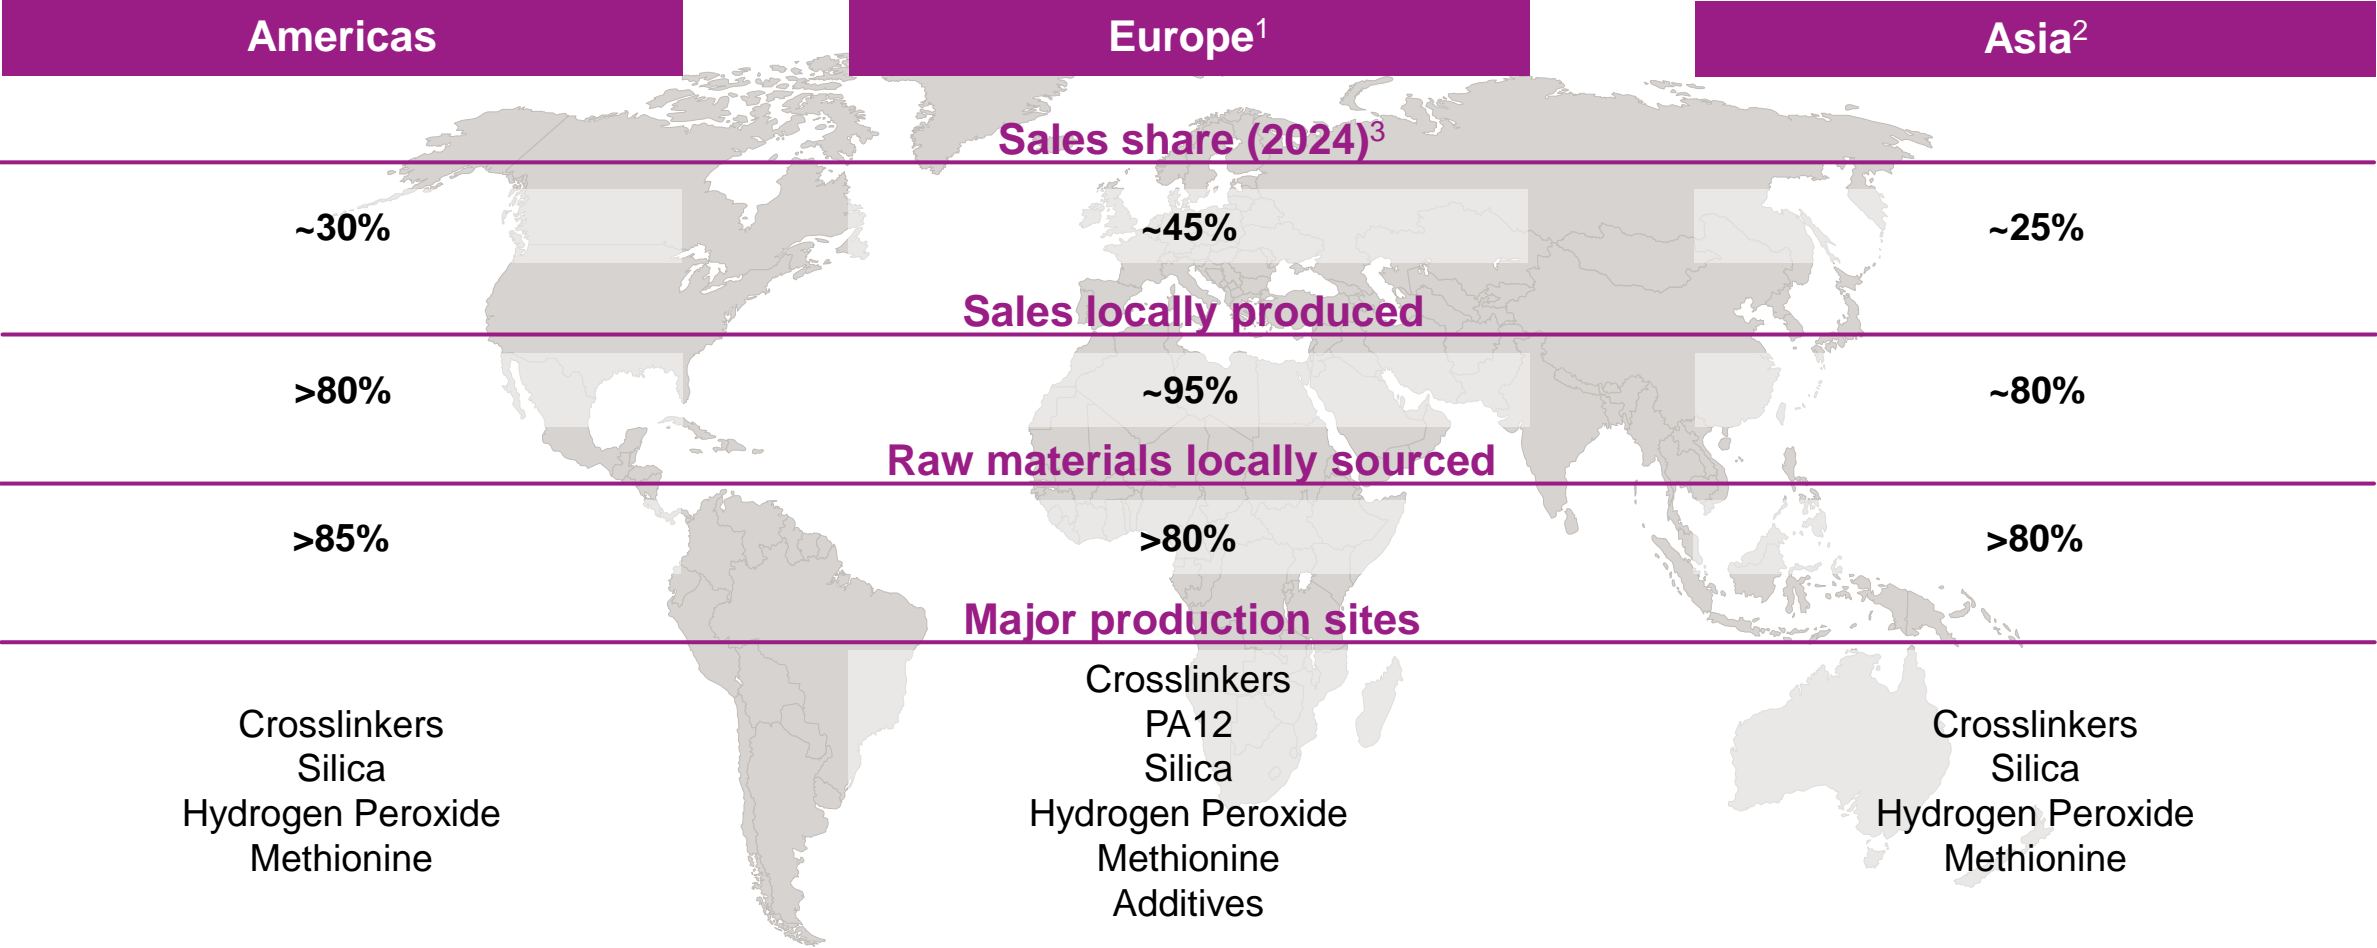 Americas
Europe¹
Asia²
Sales share (2024)³
~30%
~45%
~25%
Sales locally produced
>80%
~95%
~80%
Raw materials locally sourced
>85%
>80%
>80%
Major production sites
Crosslinkers
Silica
Hydrogen Peroxide
Methionine
Crosslinkers
PA12
Silica
Hydrogen Peroxide
Methionine
Additives
Crosslinkers
Silica
Hydrogen Peroxide
Methionine